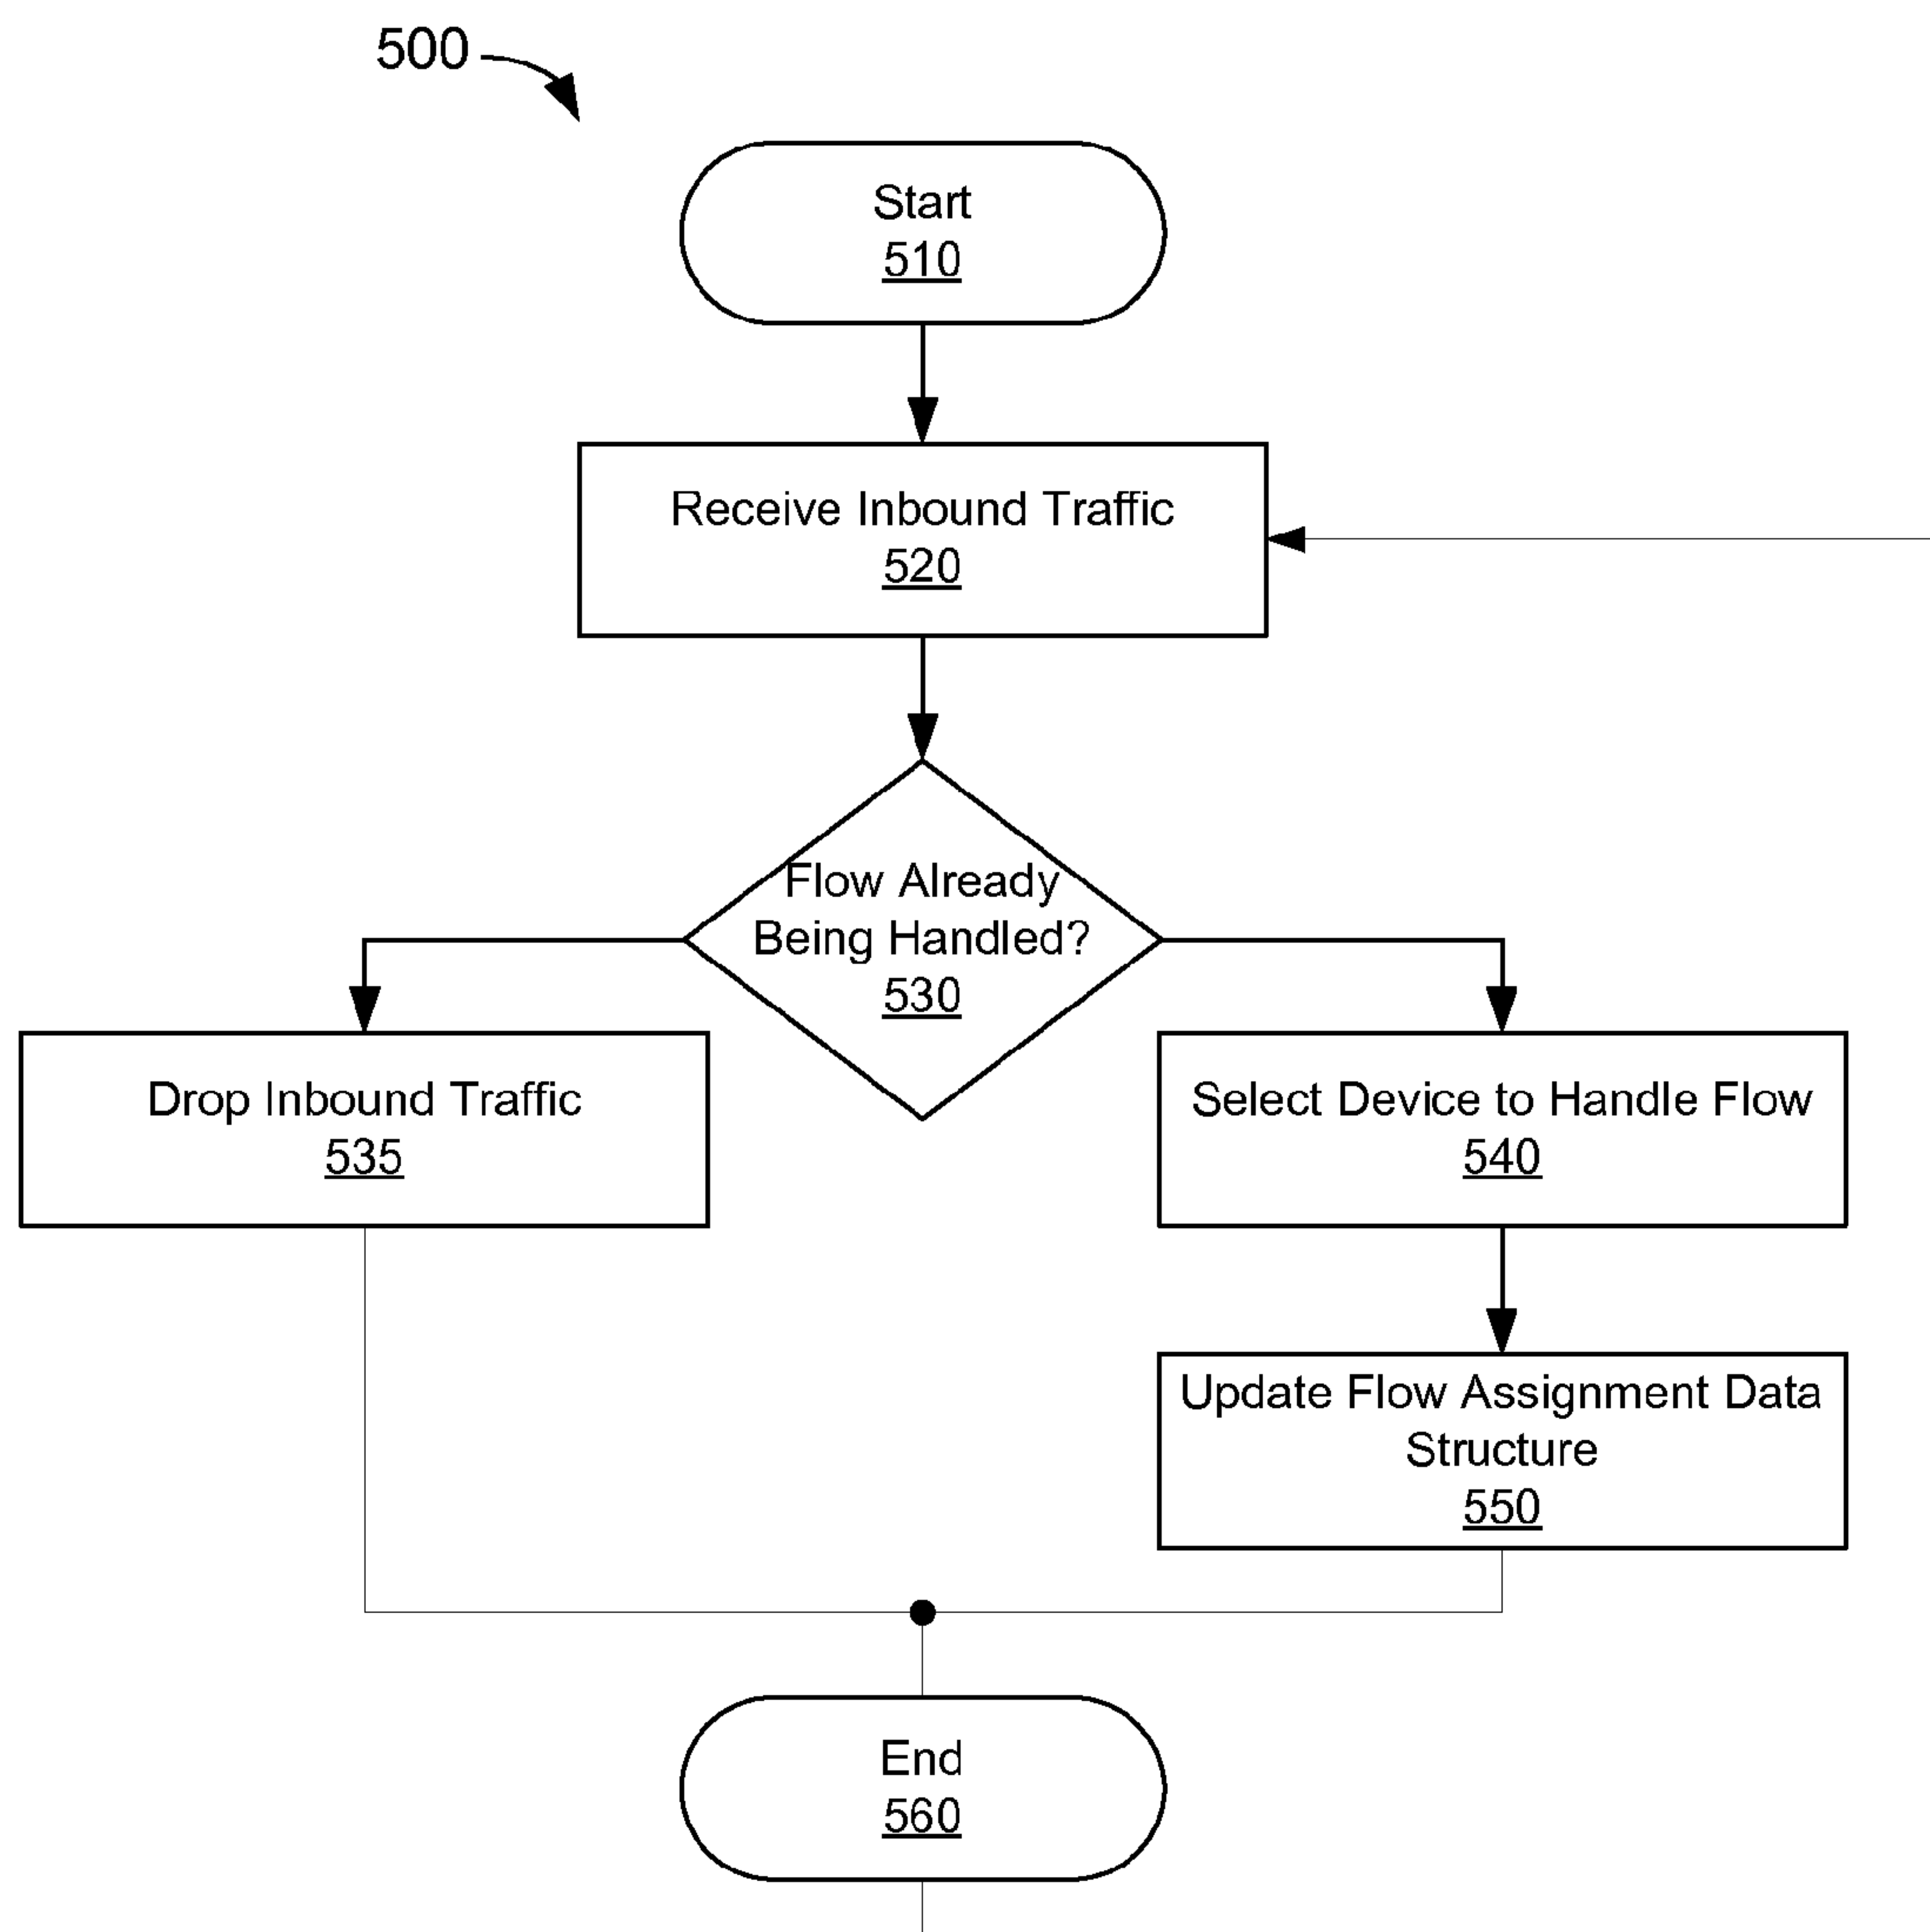 500
Start
510
Receive Inbound Traffic
520
Flow Already
Being Handled?
530
Drop Inbound Traffic
535
Select Device to Handle Flow
540
Update Flow Assignment Data
Structure
550
End
560